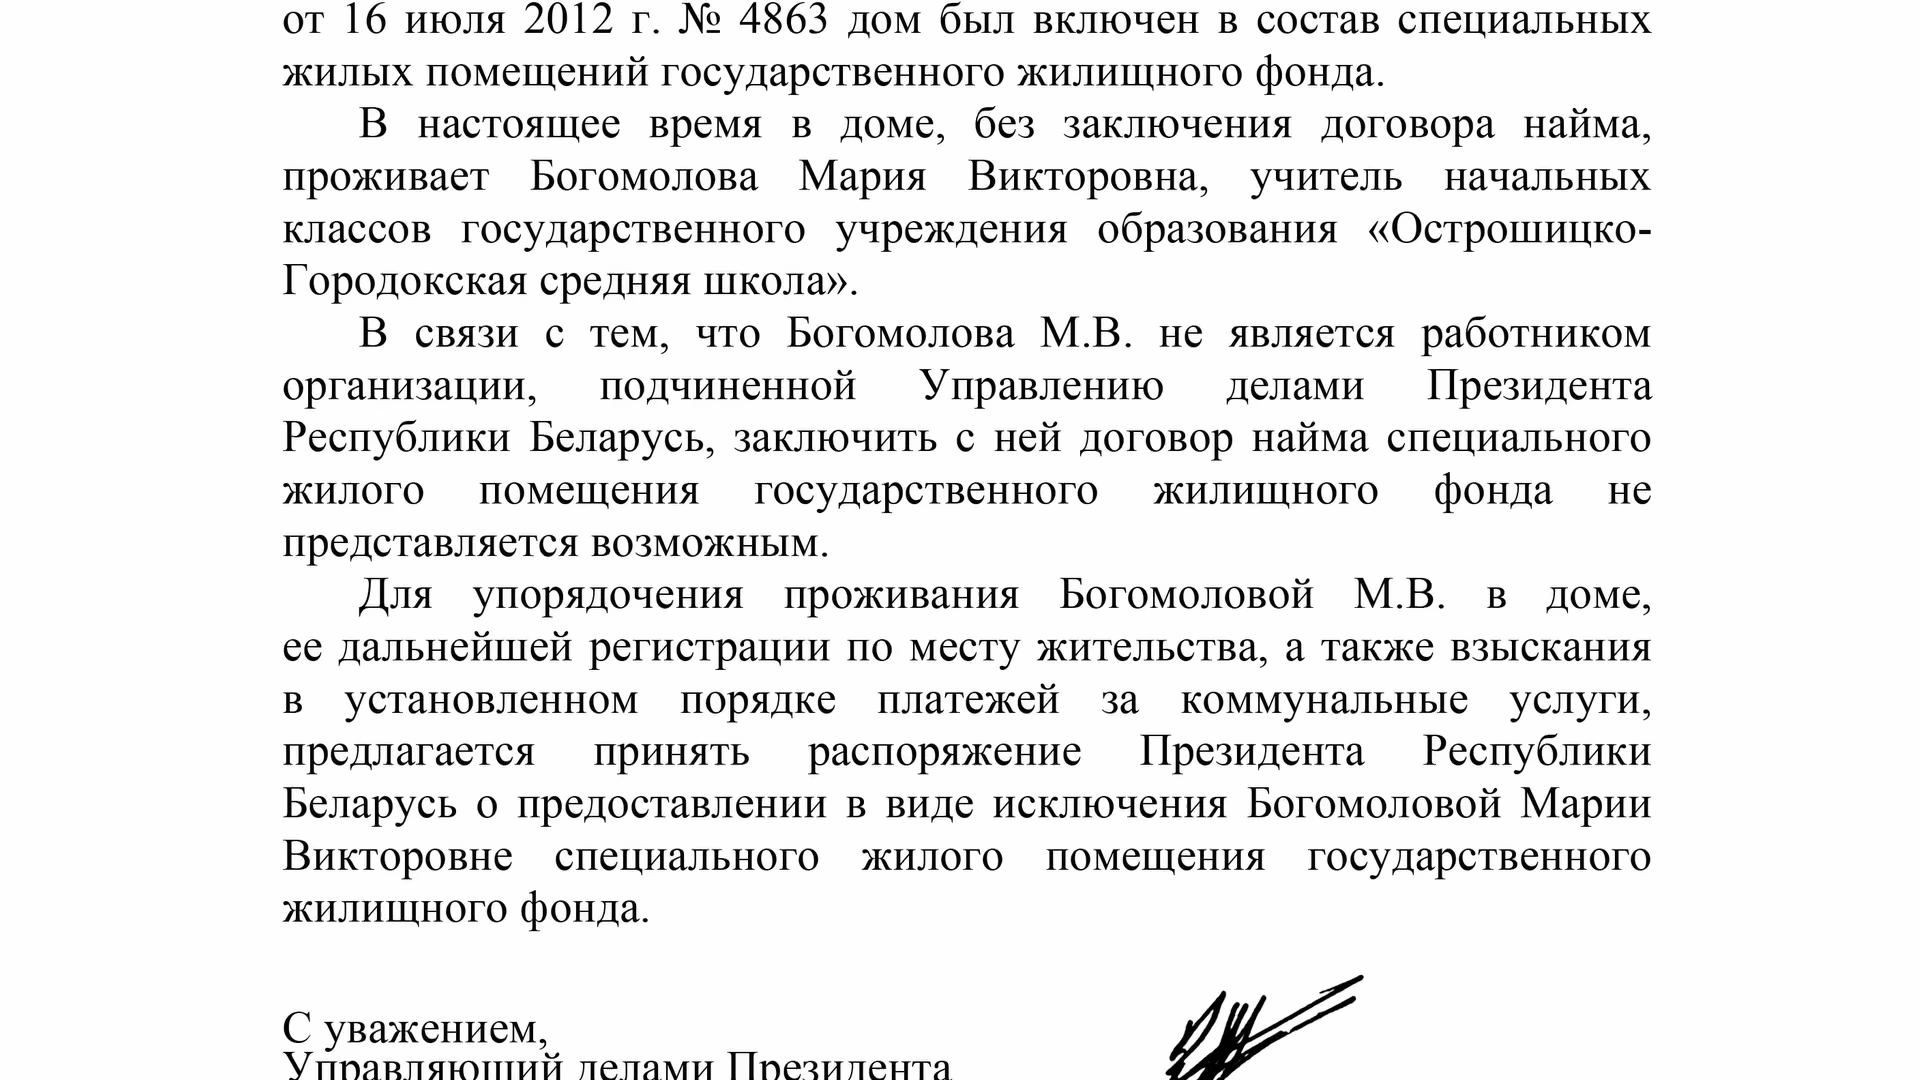 от 16 июля 2012 г. № 4863 дом был включен в состав специальных
жилых помещений государственного жилищного фонда.
В настоящее время в доме, без заключения договора найма,
проживает Богомолова Мария Викторовна, учитель начальных
классов государственного учреждения образования «Острошицко-
Городокская средняя школа».
В связи с тем, что Богомолова М.В. не является работником
организации, подчиненной Управлению делами Президента
Республики Беларусь, заключить с ней договор найма специального
жилого помещения государственного жилищного фонда не
представляется возможным.
Для упорядочения проживания Богомоловой М.В. в доме,
ее дальнейшей регистрации по месту жительства, а также взыскания
в установленном порядке платежей за коммунальные услуги,
предлагается принять распоряжение Президента Республики
Беларусь о предоставлении в виде исключения Богомоловой Марии
Викторовне специального жилого помещения государственного
жилищного фонда.
С уважением,
Управляющий делами Президента